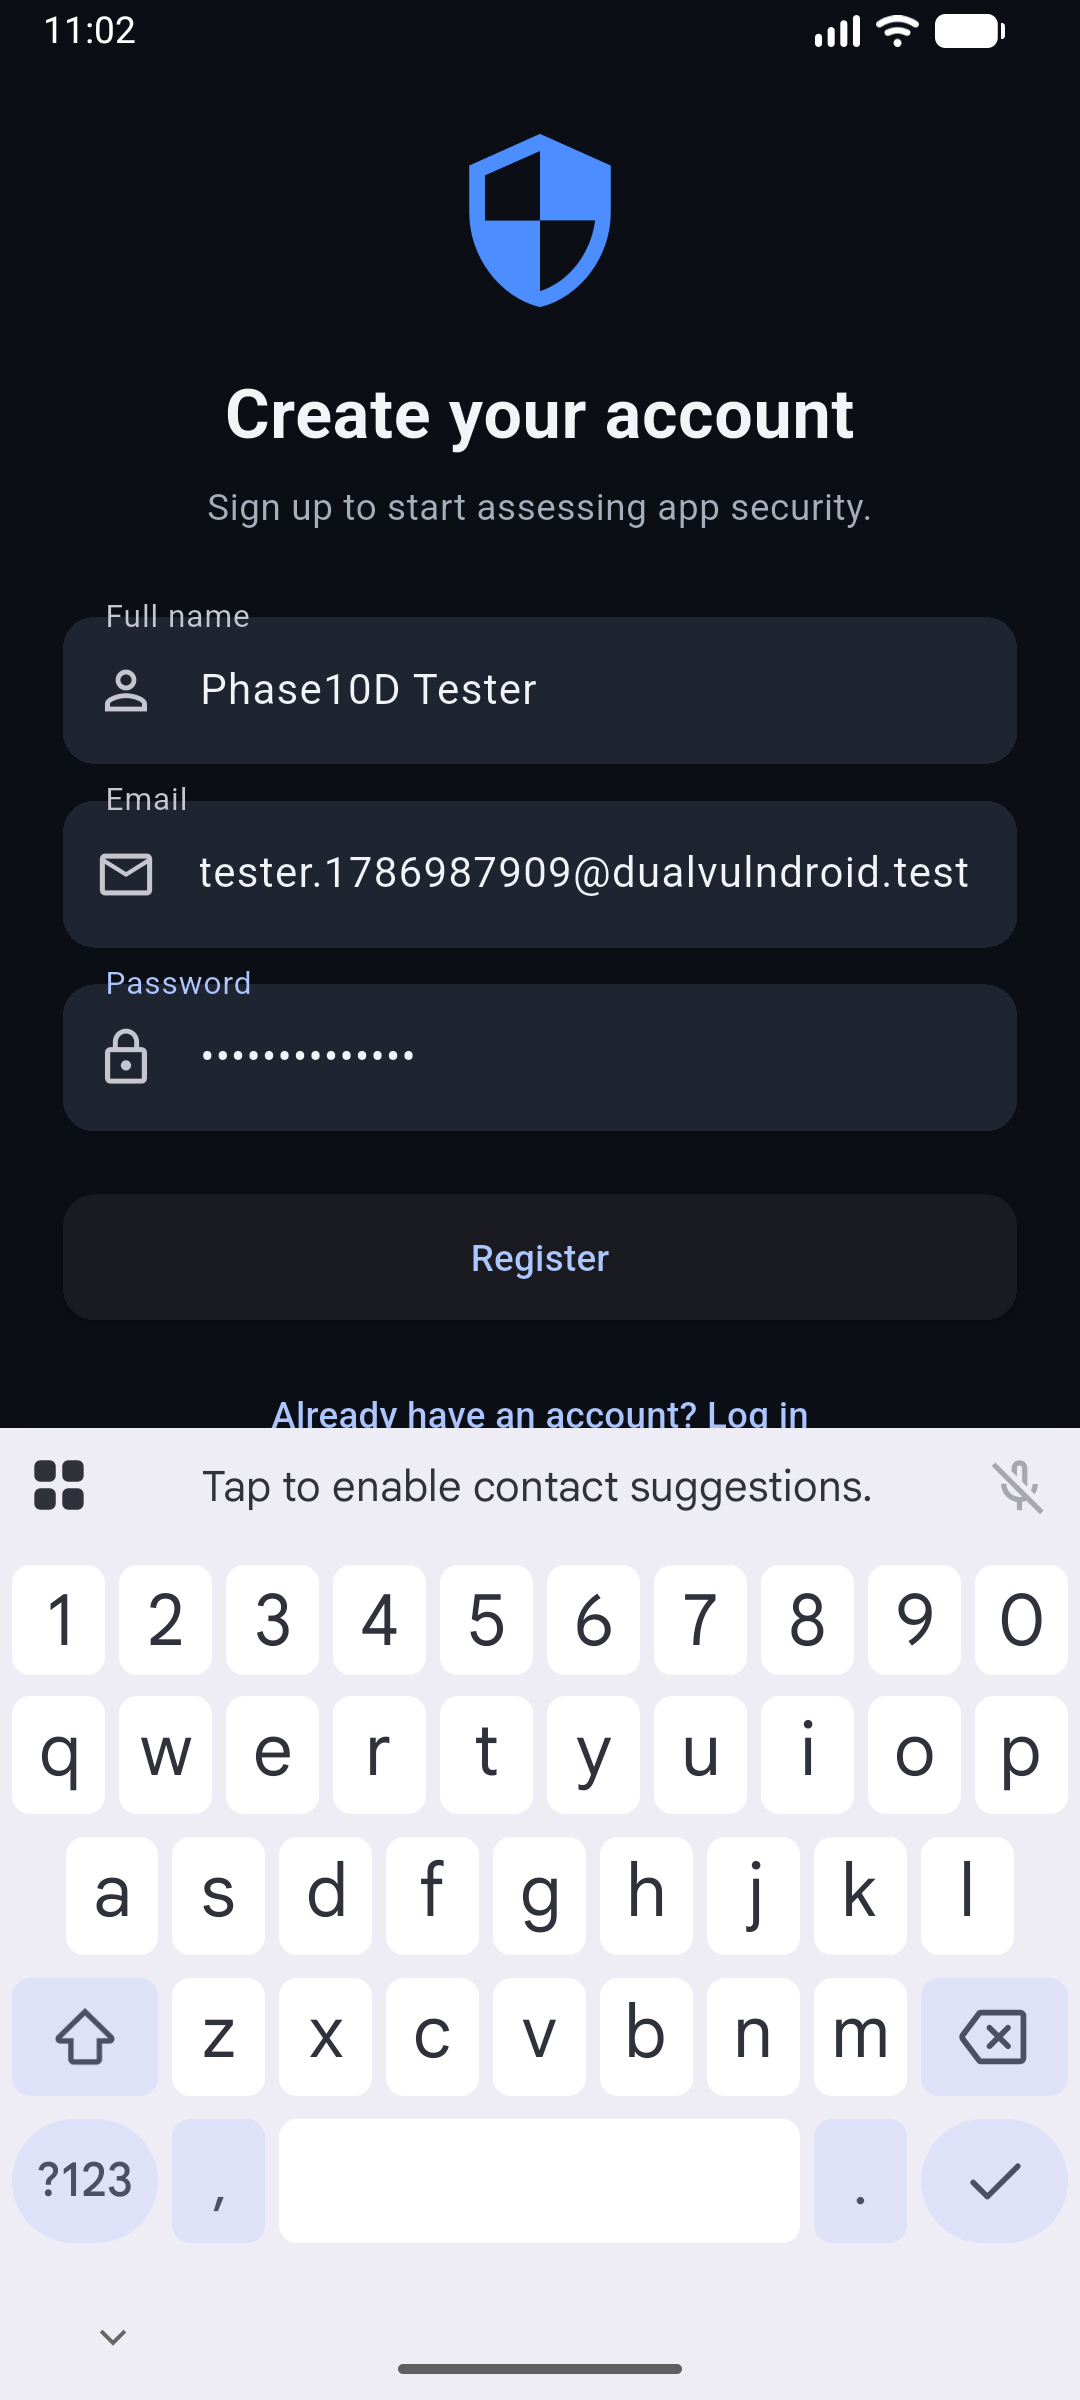 11:02
Create your account
Sign up to start assessing app security.
Full name
Phase10D Tester
Email
tester.1786987909@dualvulndroid.test
Password
••••••••••••••
Register
Already have an account? Log in
Tap to enable contact suggestions.
1 2 3 4 5 6 7 8 9 0
q w e r t y u i o p
a s d f g h j k l
z x c v b n m
?123 , .